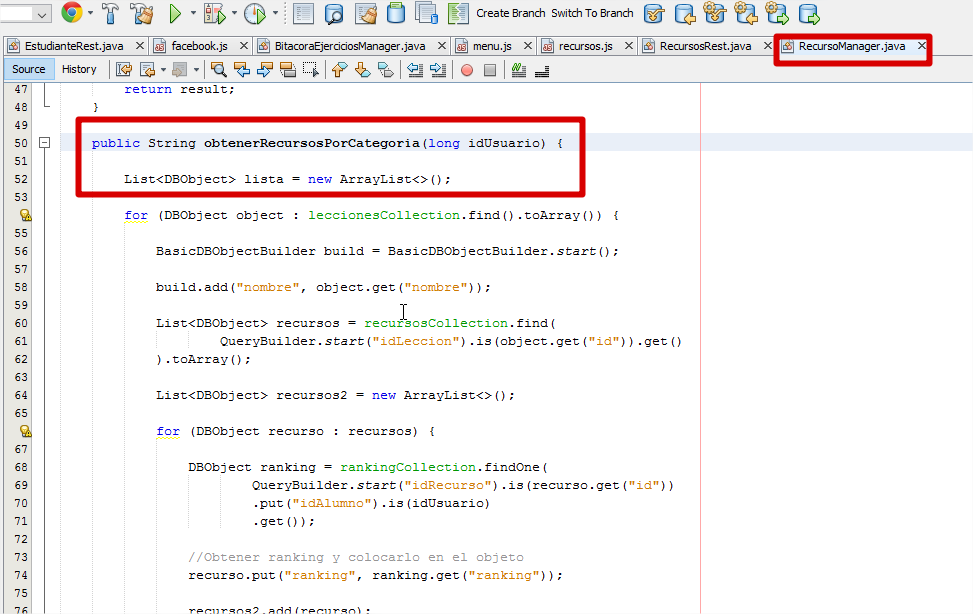 Create Branch Switch To Branch
EstudianteRest.java facebook.js BitacoraEjerciciosManager.java menu.js recursos.js RecursosRest.java RecursoManager.java
Source History
47 return result;
48 }
49
50 public String obtenerRecursosPorCategoria(long idUsuario) {
51
52 List<DBObject> lista = new ArrayList<>();
53
for (DBObject object : leccionesCollection.find().toArray()) {
55
56 BasicDBObjectBuilder build = BasicDBObjectBuilder.start();
57
58 build.add("nombre", object.get("nombre"));
59
60 List<DBObject> recursos = recursosCollection.find(
61 QueryBuilder.start("idLeccion").is(object.get("id")).get()
62 ).toArray();
63
64 List<DBObject> recursos2 = new ArrayList<>();
65
for (DBObject recurso : recursos) {
67
68 DBObject ranking = rankingCollection.findOne(
69 QueryBuilder.start("idRecurso").is(recurso.get("id"))
70 .put("idAlumno").is(idUsuario)
71 .get());
72
73 //Obtener ranking y colocarlo en el objeto
74 recurso.put("ranking", ranking.get("ranking"));
75
76 recursos2.add(recurso);